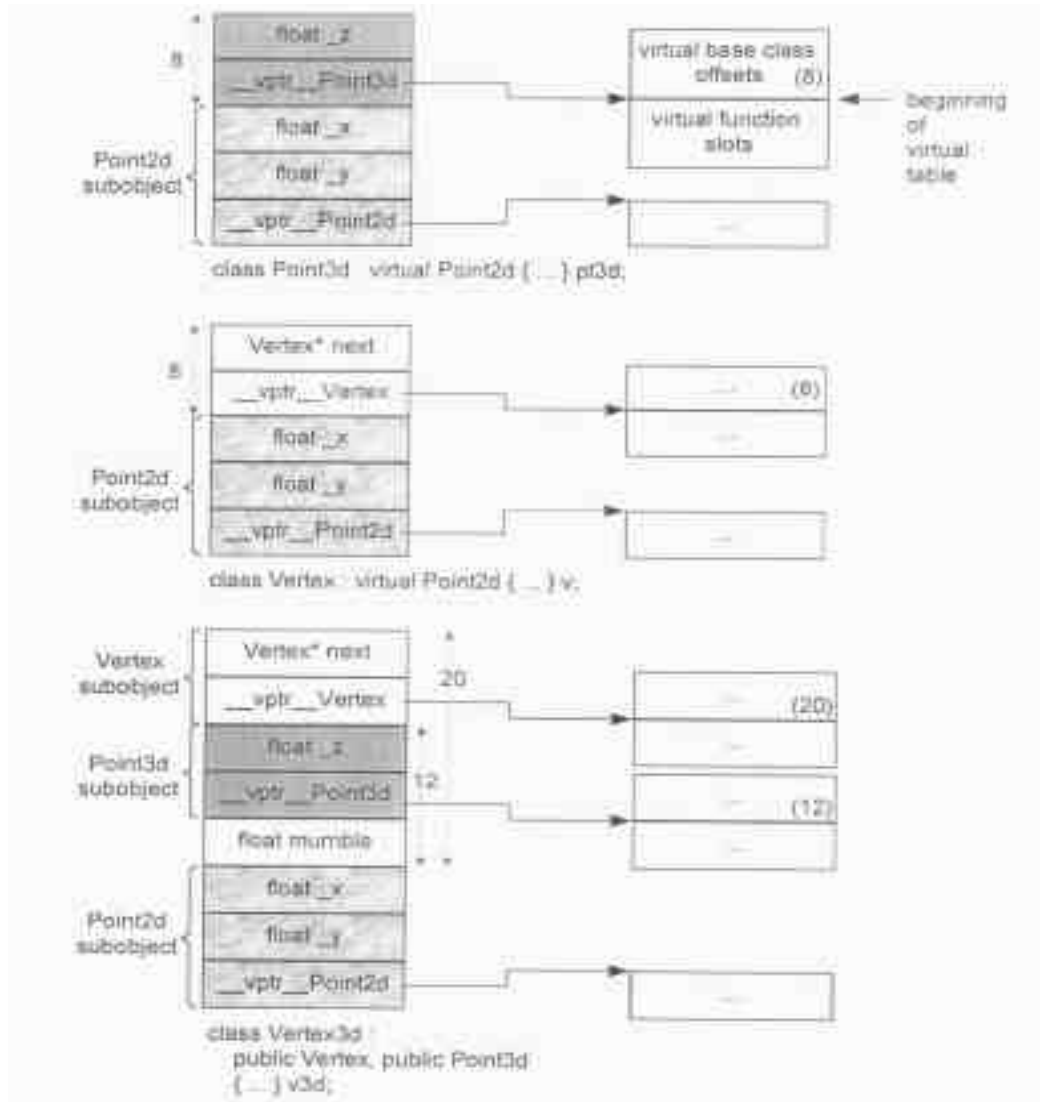 float _z
8
__vptr__Point3d
float _x
Point2d
subobject
float _y
__vptr__Point2d
virtual base class
offsets (8)
virtual function
slots
beginning
of
virtual
table
...
class Point3d : virtual Point2d { ... } pt3d;
Vertex* next
8
__vptr__Vertex
float _x
Point2d
subobject
float _y
__vptr__Point2d
... (8)
...
...
class Vertex : virtual Point2d { ... } v;
Vertex
subobject
Vertex* next
20
__vptr__Vertex
... (20)
...
Point3d
subobject
float _z
12
__vptr__Point3d
... (12)
...
float mumble
Point2d
subobject
float _x
float _y
__vptr__Point2d
...
class Vertex3d :
public Vertex, public Point3d
{ ... } v3d;